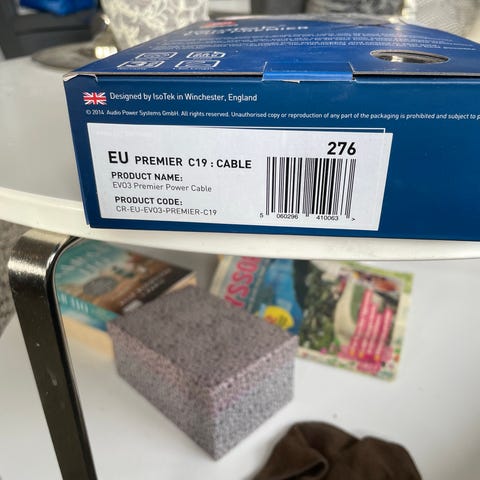 PREMIER
Designed by IsoTek in Winchester, England
© 2014 Audio Power Systems GmbH. All rights reserved. Unauthorised copy or reproduction of any part of the packaging is prohibited and subject to
276
EU PREMIER C19 : CABLE
PRODUCT NAME:
EVO3 Premier Power Cable
PRODUCT CODE:
CR-EU-EVO3-PREMIER-C19
5 060296 410063 >